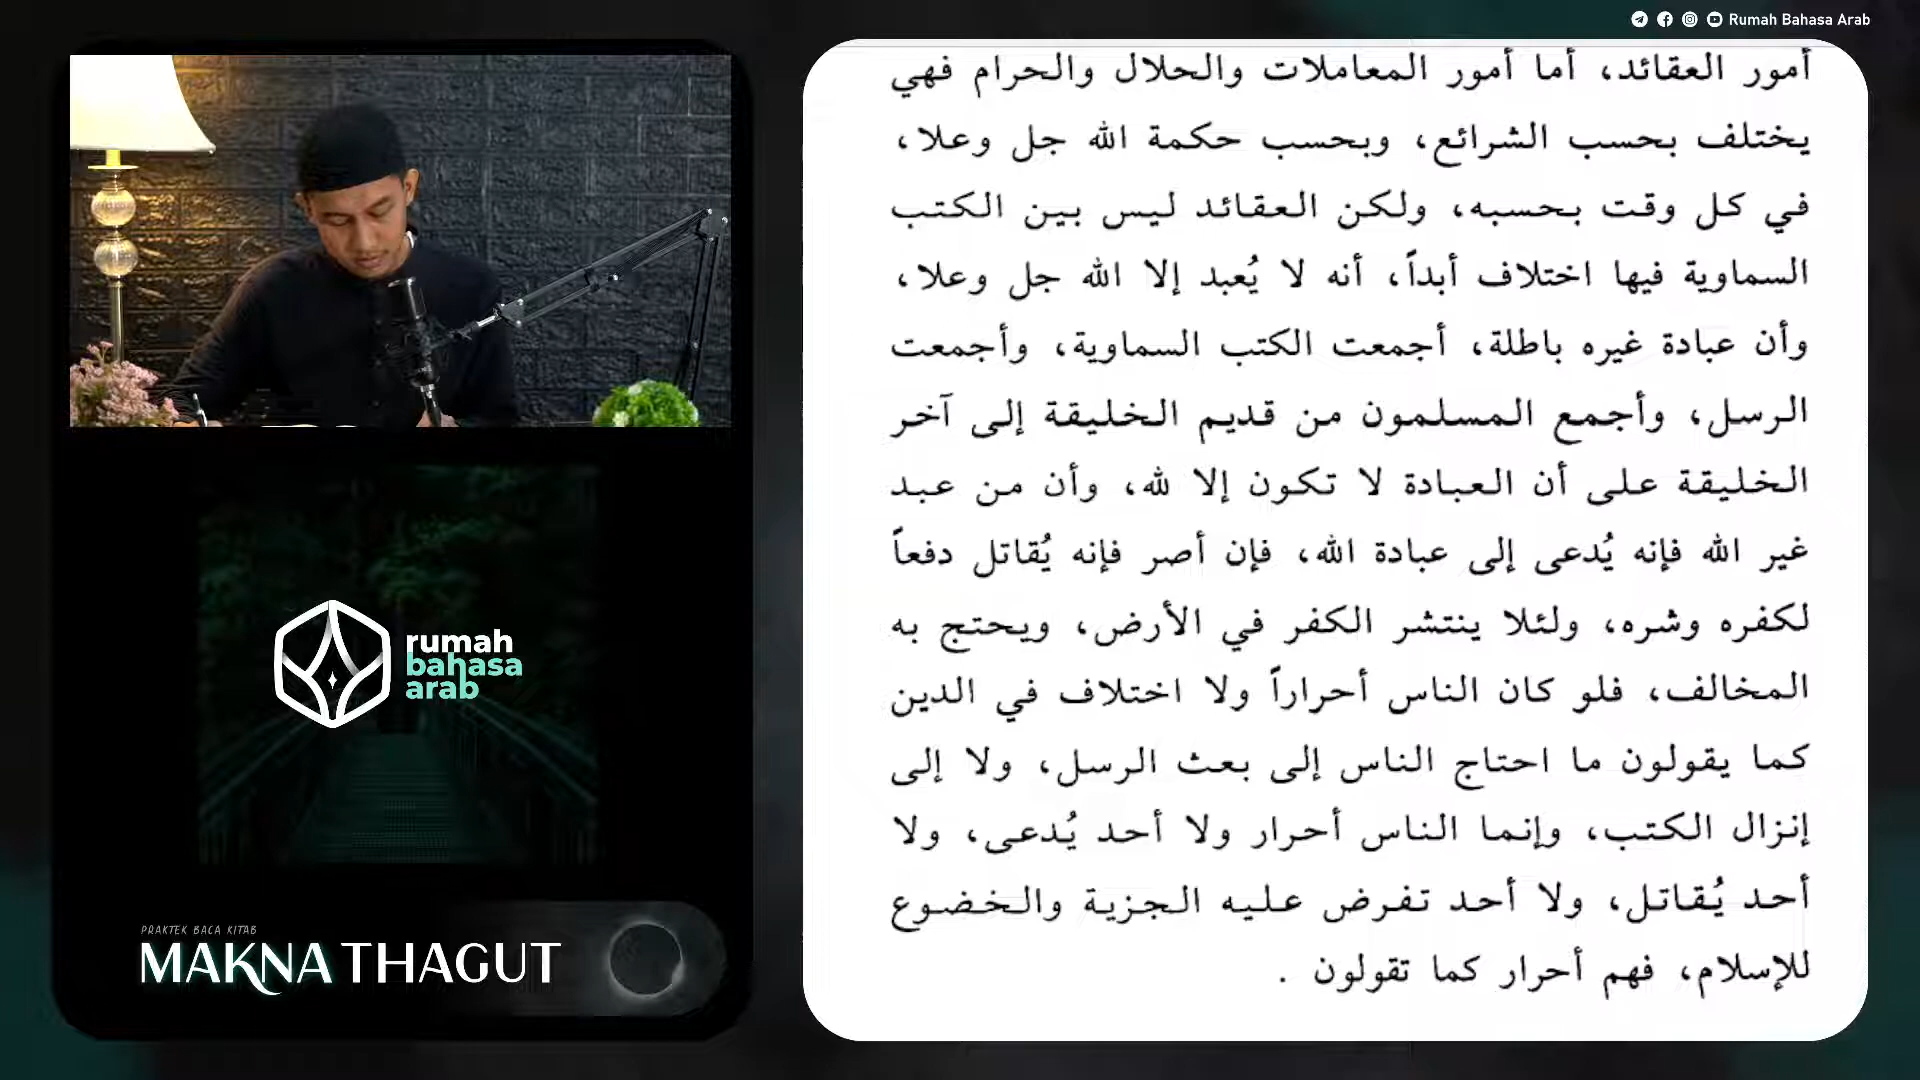 Rumah Bahasa Arab
أمور العقائد، أما أمور المعاملات والحلال والحرام فهي
يختلف بحسب الشرائع، وبحسب حكمة الله جل وعلا،
في كل وقت بحسبه، ولكن العقائد ليس بين الكتب
السماوية فيها اختلاف أبداً، أنه لا يُعبد إلا الله جل وعلا،
وأن عبادة غيره باطلة، أجمعت الكتب السماوية، وأجمعت
الرسل، وأجمع المسلمون من قديم الخليقة إلى آخر
الخليقة على أن العبادة لا تكون إلا لله، وأن من عبد
غير الله فإنه يُدعى إلى عبادة الله، فإن أصر فإنه يُقاتل دفعاً
لكفره وشره، ولئلا ينتشر الكفر في الأرض، ويحتج به
المخالف، فلو كان الناس أحراراً ولا اختلاف في الدين
كما يقولون ما احتاج الناس إلى بعث الرسل، ولا إلى
إنزال الكتب، وإنما الناس أحرار ولا أحد يُدعى، ولا
أحد يُقاتل، ولا أحد تفرض عليه الجزية والخضوع
للإسلام، فهم أحرار كما تقولون .
rumah
bahasa
arab
PRAKTEK BACA KITAB
MAKNA THAGUT